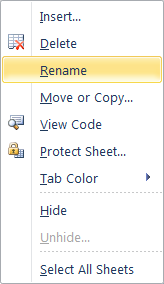 Insert...
Delete
Rename
Move or Copy...
View Code
Protect Sheet...
Tab Color
Hide
Unhide...
Select All Sheets